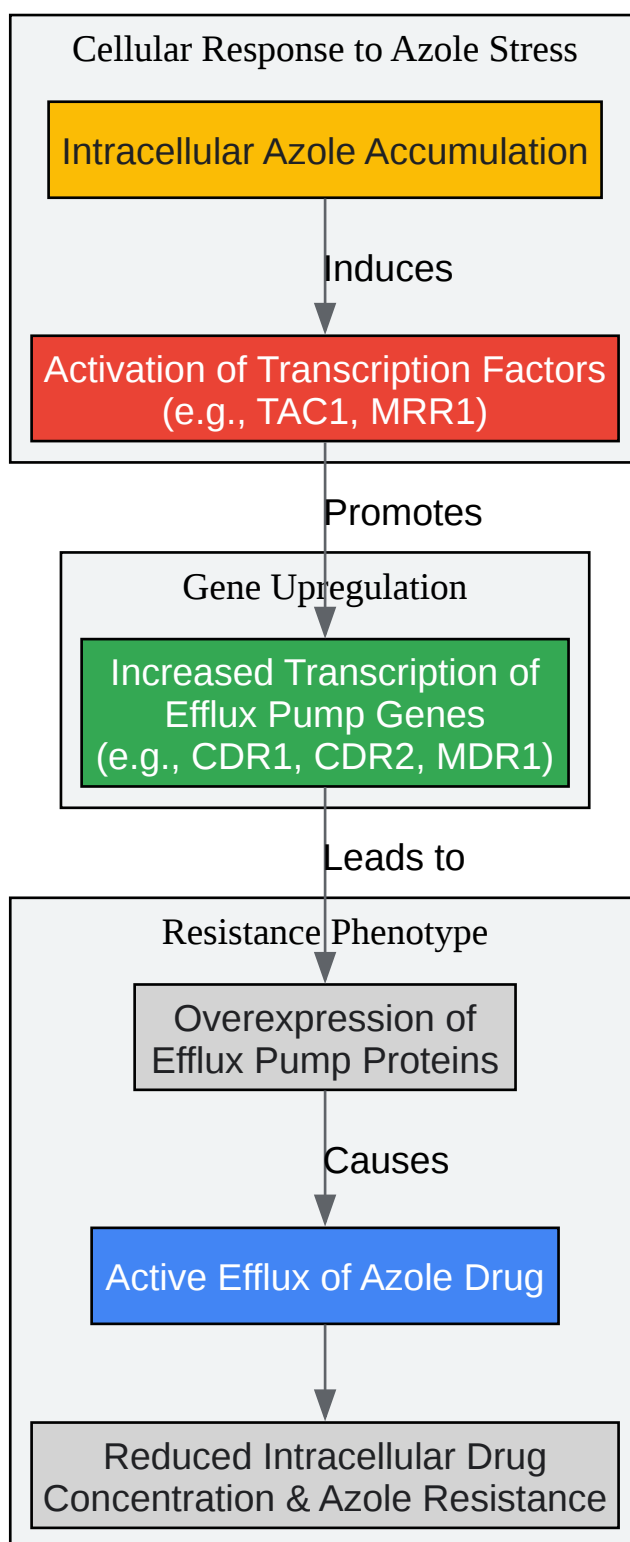 Cellular Response to Azole Stress
Intracellular Azole Accumulation
Induces
Activation of Transcription Factors
(e.g., TAC1, MRR1)
Promotes
Gene Upregulation
Increased Transcription of
Efflux Pump Genes
(e.g., CDR1, CDR2, MDR1)
Leads to
Resistance Phenotype
Overexpression of
Efflux Pump Proteins
Causes
Active Efflux of Azole Drug
Reduced Intracellular Drug
Concentration & Azole Resistance